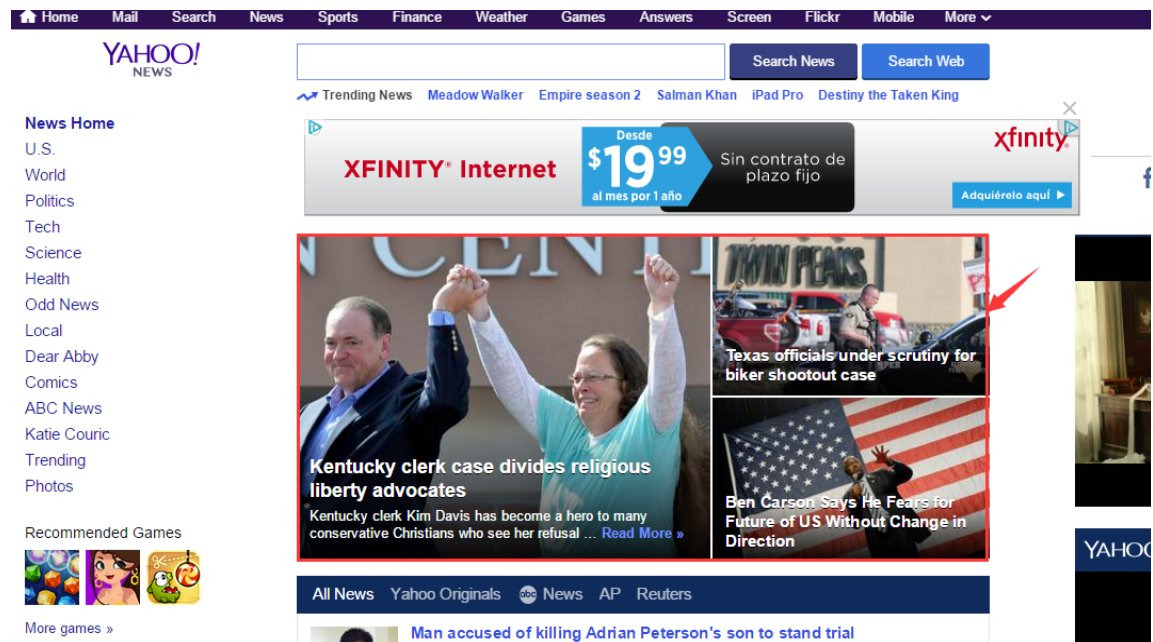 Home Mail Search News Sports Finance Weather Games Answers Screen Flickr Mobile More
YAHOO!
NEWS
Search News Search Web
Trending News Meadow Walker Empire season 2 Salman Khan iPad Pro Destiny the Taken King
News Home
U.S.
World
Politics
Tech
Science
Health
Odd News
Local
Dear Abby
Comics
ABC News
Katie Couric
Trending
Photos
Recommended Games
More games »
XFINITY® Internet
Desde
$19 99
al mes por 1 año
Sin contrato de
plazo fijo
xfinity
Adquiérelo aquí
f
N CENT
Kentucky clerk case divides religious
liberty advocates
Kentucky clerk Kim Davis has become a hero to many
conservative Christians who see her refusal ... Read More »
TWIN PEAKS
Texas officials under scrutiny for
biker shootout case
Ben Carson Says He Fears for
Future of US Without Change in
Direction
All News Yahoo Originals abc News AP Reuters
Man accused of killing Adrian Peterson's son to stand trial
YAHOO